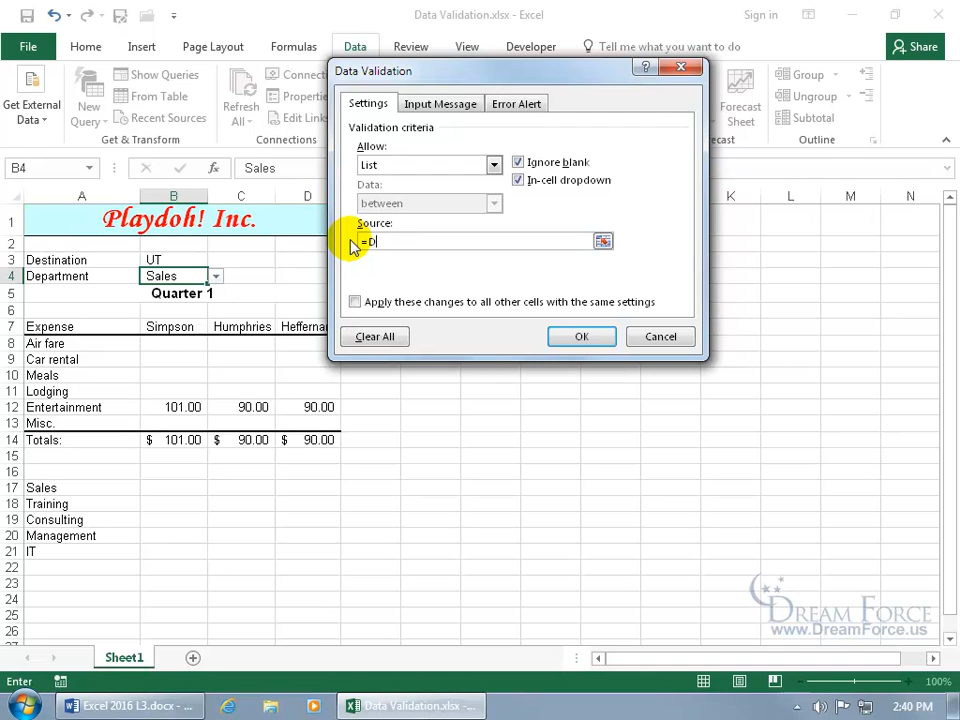 Data Validation.xlsx - Excel
Sign in
File Home Insert Page Layout Formulas Data Review View Developer Tell me what you want to do Share
Get External Data
New Query
Show Queries
From Table
Recent Sources
Get & Transform
Refresh All
Connections
Properties
Edit Links
Connections
Forecast Sheet
Group
Ungroup
Subtotal
Outline
B4 fx Sales
A B C D K L M N
1 Playdoh! Inc.
2
3 Destination UT
4 Department Sales
5 Quarter 1
6
7 Expense Simpson Humphries Heffernan
8 Air fare
9 Car rental
10 Meals
11 Lodging
12 Entertainment 101.00 90.00 90.00
13 Misc.
14 Totals: $ 101.00 $ 90.00 $ 90.00
15
16
17 Sales
18 Training
19 Consulting
20 Management
21 IT
22
23
24
25
26
Data Validation
Settings Input Message Error Alert
Validation criteria
Allow:
List
Ignore blank
In-cell dropdown
Data:
between
Source:
=D
Apply these changes to all other cells with the same settings
Clear All OK Cancel
DREAM FORCE
www.DreamForce.us
Sheet1
Enter
100%
Excel 2016 L3.docx -...
Data Validation.xlsx -...
2:40 PM